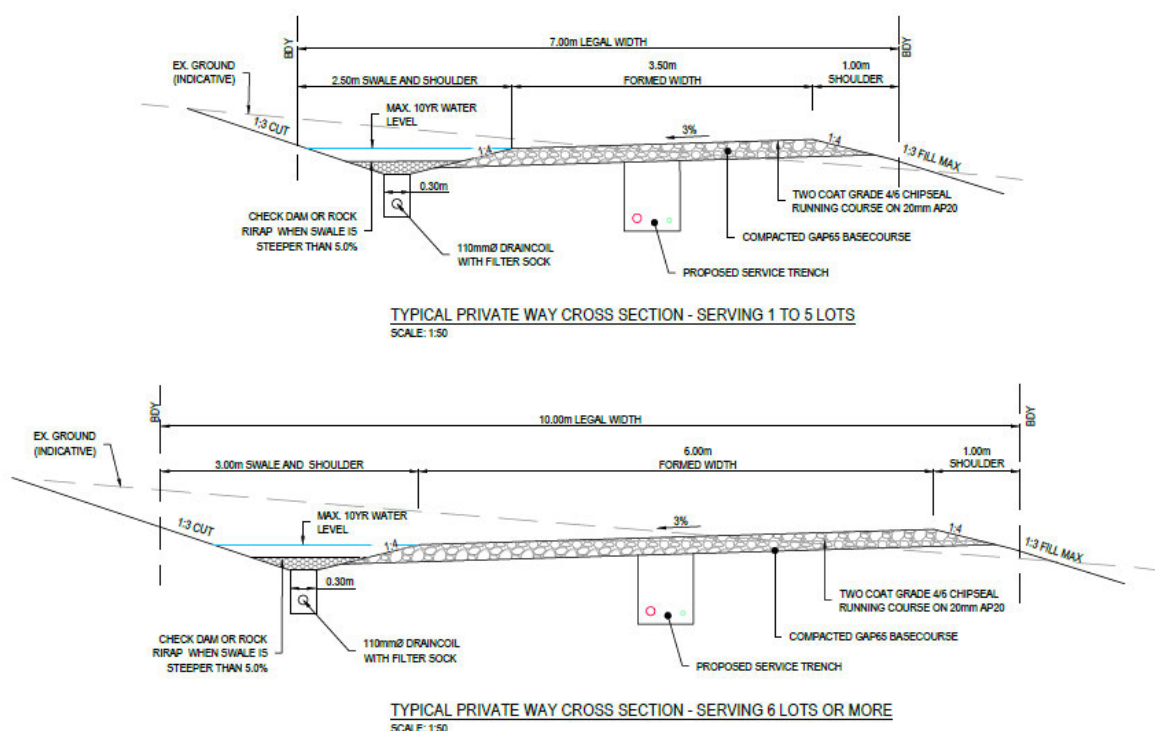 BDY
7.00m LEGAL WIDTH
BDY
EX. GROUND
(INDICATIVE)
2.50m SWALE AND SHOULDER
3.50m
FORMED WIDTH
1.00m
SHOULDER
MAX. 10YR WATER
LEVEL
1:3 CUT
3%
1:4
1:4
1:3 FILL MAX
0.30m
CHECK DAM OR ROCK
RIRAP WHEN SWALE IS
STEEPER THAN 5.0%
110mmØ DRAINCOIL
WITH FILTER SOCK
TWO COAT GRADE 4/6 CHIPSEAL
RUNNING COURSE ON 20mm AP20
COMPACTED GAP65 BASECOURSE
PROPOSED SERVICE TRENCH
TYPICAL PRIVATE WAY CROSS SECTION - SERVING 1 TO 5 LOTS
SCALE: 1:50
BDY
10.00m LEGAL WIDTH
BDY
EX. GROUND
(INDICATIVE)
3.00m SWALE AND SHOULDER
6.00m
FORMED WIDTH
1.00m
SHOULDER
MAX. 10YR WATER
LEVEL
1:3 CUT
3%
1:4
1:4
1:3 FILL MAX
0.30m
CHECK DAM OR ROCK
RIRAP WHEN SWALE IS
STEEPER THAN 5.0%
110mmØ DRAINCOIL
WITH FILTER SOCK
TWO COAT GRADE 4/6 CHIPSEAL
RUNNING COURSE ON 20mm AP20
COMPACTED GAP65 BASECOURSE
PROPOSED SERVICE TRENCH
TYPICAL PRIVATE WAY CROSS SECTION - SERVING 6 LOTS OR MORE
SCALE: 1:50